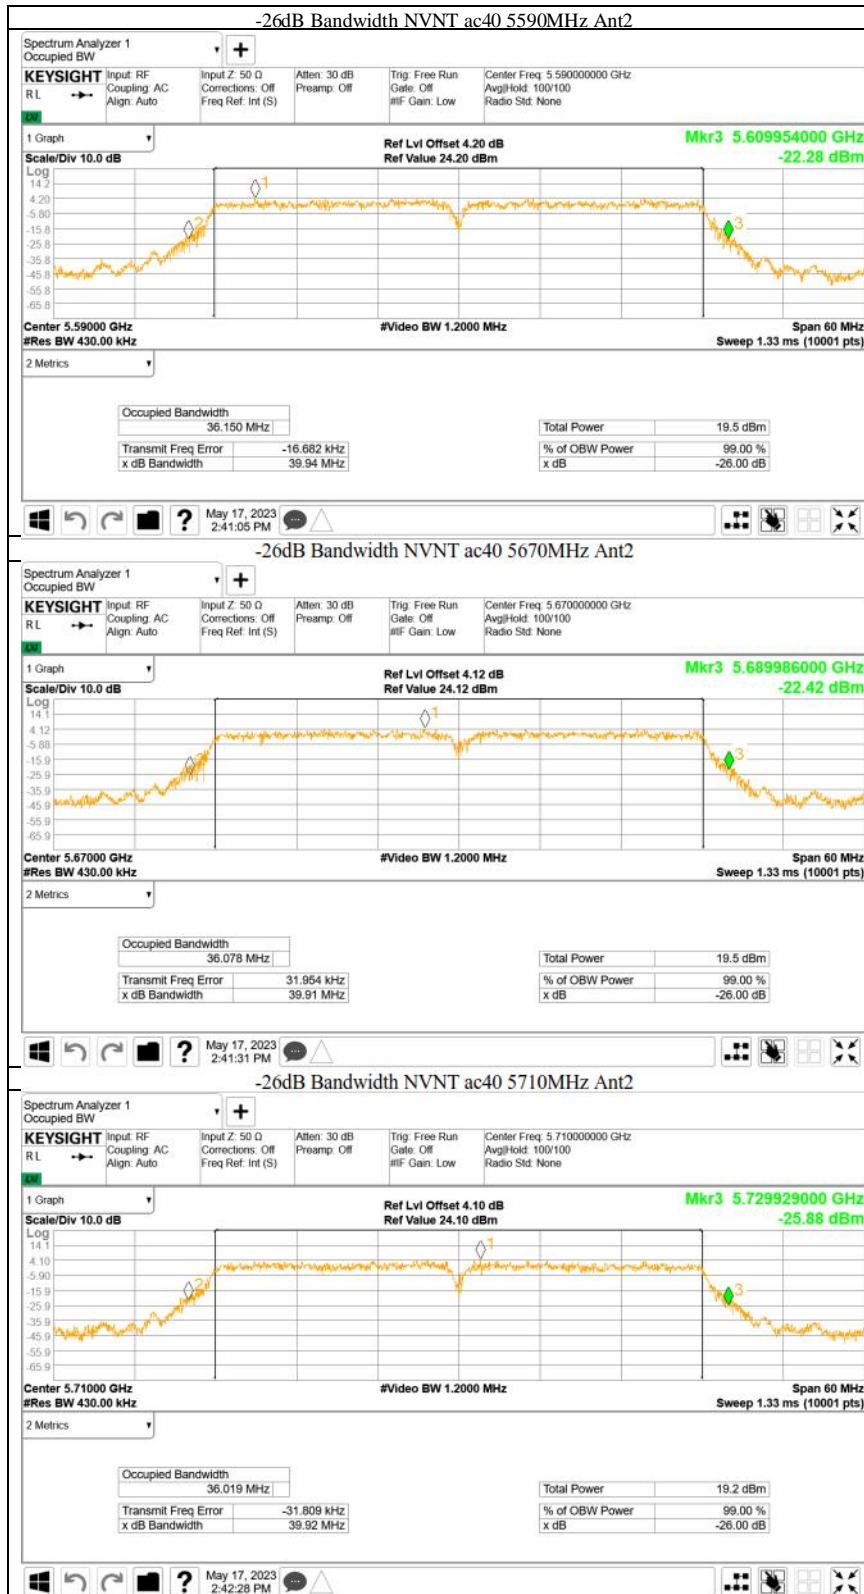 -26dB Bandwidth NVNT ac40 5590MHz Ant2
Spectrum Analyzer 1
Occupied BW
KEYSIGHT Input: RF Input Z: 50 Ω Atten: 30 dB Trig: Free Run Center Freq: 5.590000000 GHz
RL Coupling: AC Corrections: Off Preamp: Off Gate: Off Avg|Hold: 100/100
Align: Auto Freq Ref: Int (S) #IF Gain: Low Radio Std: None
1 Graph Ref Lvl Offset 4.20 dB Mkr3 5.609954000 GHz
Scale/Div 10.0 dB Ref Value 24.20 dBm -22.28 dBm
Log
14.2 1
4.20
-5.80
-15.8 2 3
-25.8
-35.8
-45.8
-55.8
-65.8
Center 5.59000 GHz #Video BW 1.2000 MHz Span 60 MHz
#Res BW 430.00 kHz Sweep 1.33 ms (10001 pts)
2 Metrics
Occupied Bandwidth
36.150 MHz Total Power 19.5 dBm
Transmit Freq Error -16.682 kHz % of OBW Power 99.00 %
x dB Bandwidth 39.94 MHz x dB -26.00 dB
? May 17, 2023
2:41:05 PM
-26dB Bandwidth NVNT ac40 5670MHz Ant2
Spectrum Analyzer 1
Occupied BW
KEYSIGHT Input: RF Input Z: 50 Ω Atten: 30 dB Trig: Free Run Center Freq: 5.670000000 GHz
RL Coupling: AC Corrections: Off Preamp: Off Gate: Off Avg|Hold: 100/100
Align: Auto Freq Ref: Int (S) #IF Gain: Low Radio Std: None
1 Graph Ref Lvl Offset 4.12 dB Mkr3 5.689986000 GHz
Scale/Div 10.0 dB Ref Value 24.12 dBm -22.42 dBm
Log
14.1 1
4.12
-5.88
-15.9 2 3
-25.9
-35.9
-45.9
-55.9
-65.9
Center 5.67000 GHz #Video BW 1.2000 MHz Span 60 MHz
#Res BW 430.00 kHz Sweep 1.33 ms (10001 pts)
2 Metrics
Occupied Bandwidth
36.078 MHz Total Power 19.5 dBm
Transmit Freq Error 31.954 kHz % of OBW Power 99.00 %
x dB Bandwidth 39.91 MHz x dB -26.00 dB
? May 17, 2023
2:41:31 PM
-26dB Bandwidth NVNT ac40 5710MHz Ant2
Spectrum Analyzer 1
Occupied BW
KEYSIGHT Input: RF Input Z: 50 Ω Atten: 30 dB Trig: Free Run Center Freq: 5.710000000 GHz
RL Coupling: AC Corrections: Off Preamp: Off Gate: Off Avg|Hold: 100/100
Align: Auto Freq Ref: Int (S) #IF Gain: Low Radio Std: None
1 Graph Ref Lvl Offset 4.10 dB Mkr3 5.729929000 GHz
Scale/Div 10.0 dB Ref Value 24.10 dBm -25.88 dBm
Log
14.1 1
4.10
-5.90
-15.9 2 3
-25.9
-35.9
-45.9
-55.9
-65.9
Center 5.71000 GHz #Video BW 1.2000 MHz Span 60 MHz
#Res BW 430.00 kHz Sweep 1.33 ms (10001 pts)
2 Metrics
Occupied Bandwidth
36.019 MHz Total Power 19.2 dBm
Transmit Freq Error -31.809 kHz % of OBW Power 99.00 %
x dB Bandwidth 39.92 MHz x dB -26.00 dB
? May 17, 2023
2:42:28 PM